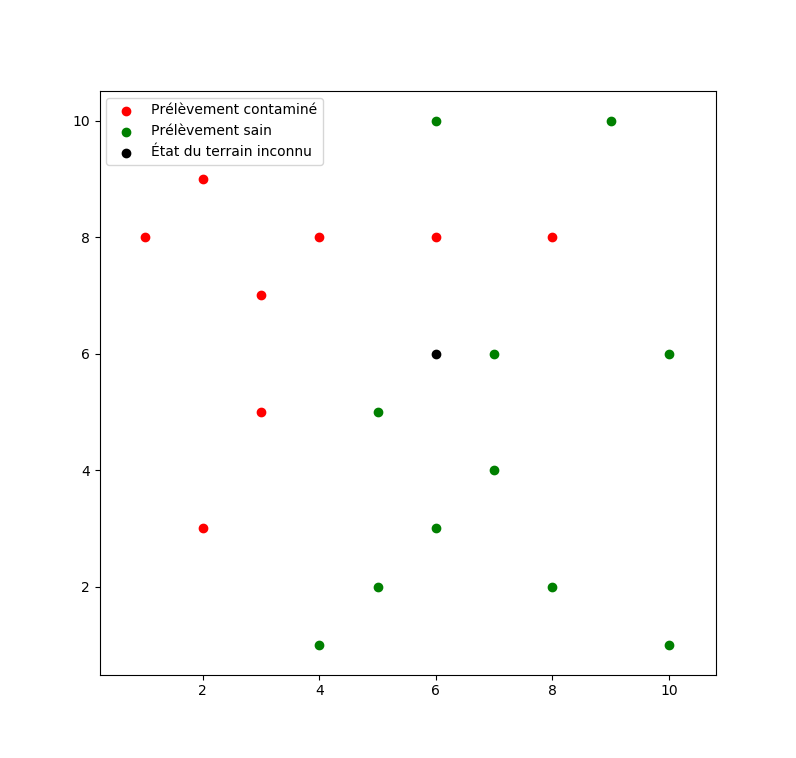 Prélèvement contaminé
Prélèvement sain
État du terrain inconnu
10
8
6
4
2
2 4 6 8 10